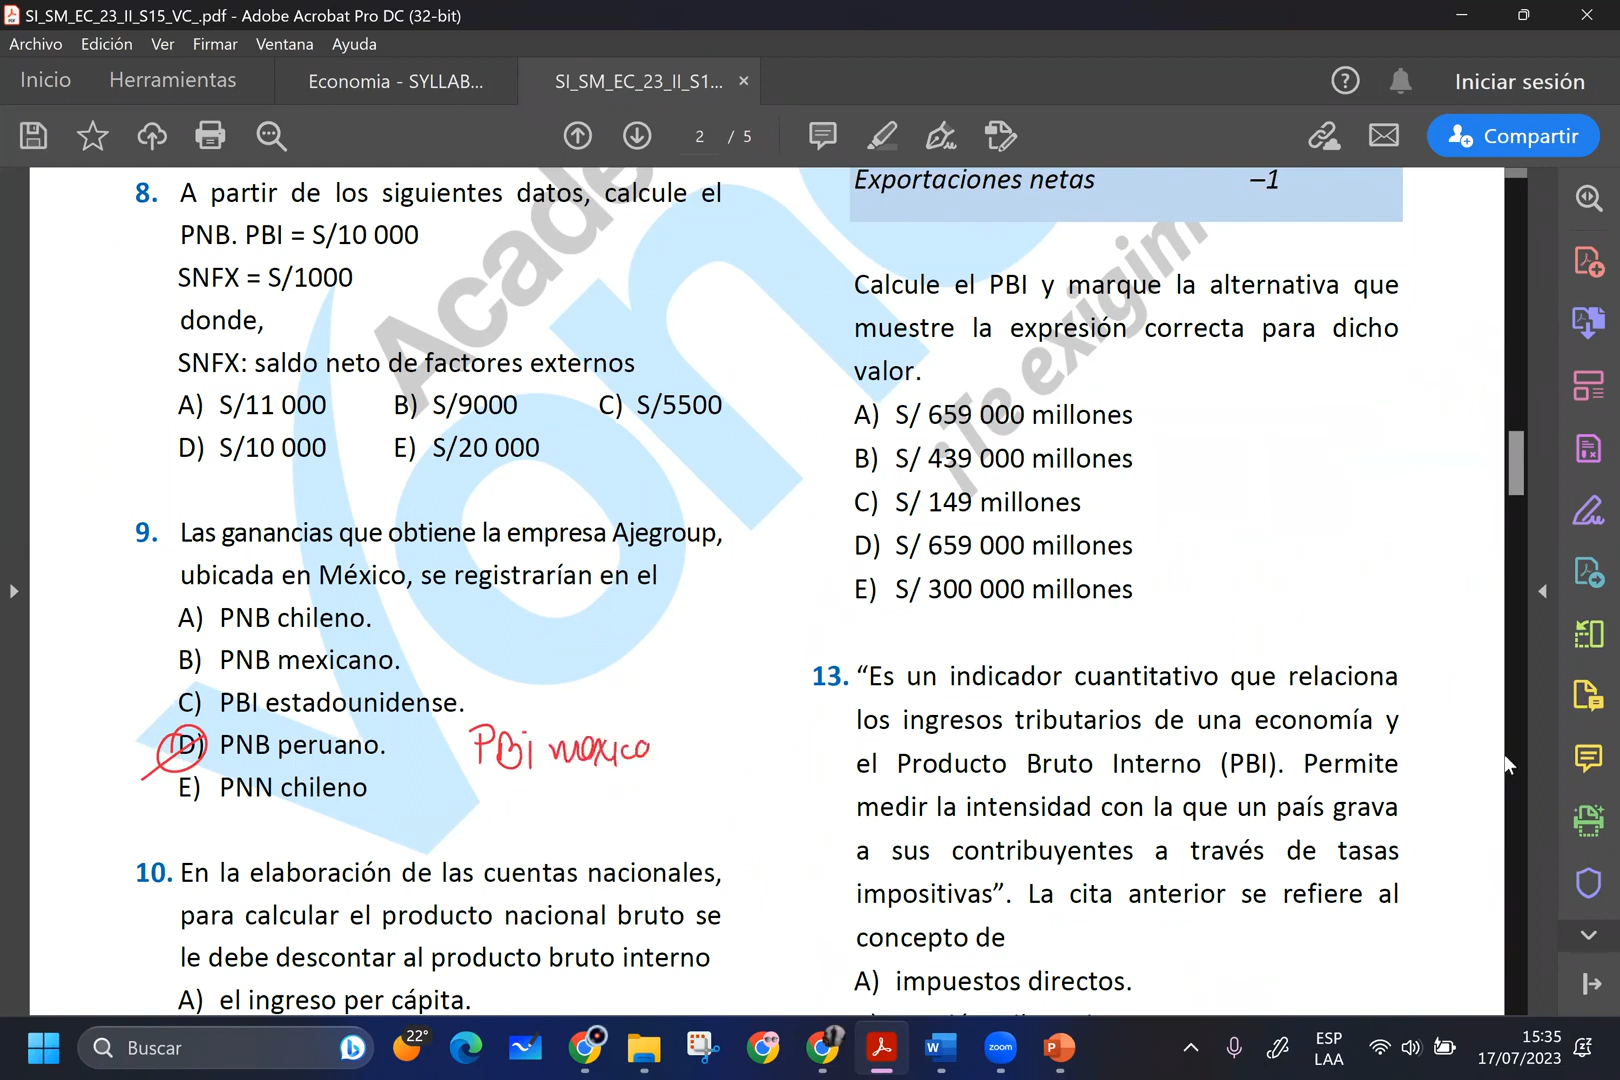 SI_SM_EC_23_II_S15_VC_.pdf - Adobe Acrobat Pro DC (32-bit)
Archivo Edición Ver Firmar Ventana Ayuda
Inicio Herramientas Economia - SYLLAB... SI_SM_EC_23_II_S1... Iniciar sesión
2 / 5 Compartir
8. A partir de los siguientes datos, calcule el
PNB. PBI = S/10 000
SNFX = S/1000
donde,
SNFX: saldo neto de factores externos
A) S/11 000 B) S/9000 C) S/5500
D) S/10 000 E) S/20 000
9. Las ganancias que obtiene la empresa Ajegroup,
ubicada en México, se registrarían en el
A) PNB chileno.
B) PNB mexicano.
C) PBI estadounidense.
D) PNB peruano. PBi mexico
E) PNN chileno
10. En la elaboración de las cuentas nacionales,
para calcular el producto nacional bruto se
le debe descontar al producto bruto interno
A) el ingreso per cápita.
Exportaciones netas –1
Calcule el PBI y marque la alternativa que
muestre la expresión correcta para dicho
valor.
A) S/ 659 000 millones
B) S/ 439 000 millones
C) S/ 149 millones
D) S/ 659 000 millones
E) S/ 300 000 millones
13. “Es un indicador cuantitativo que relaciona
los ingresos tributarios de una economía y
el Producto Bruto Interno (PBI). Permite
medir la intensidad con la que un país grava
a sus contribuyentes a través de tasas
impositivas”. La cita anterior se refiere al
concepto de
A) impuestos directos.
Acade
Von
¡Te exigim
Buscar
22°
zoom
ESP
LAA
15:35
17/07/2023